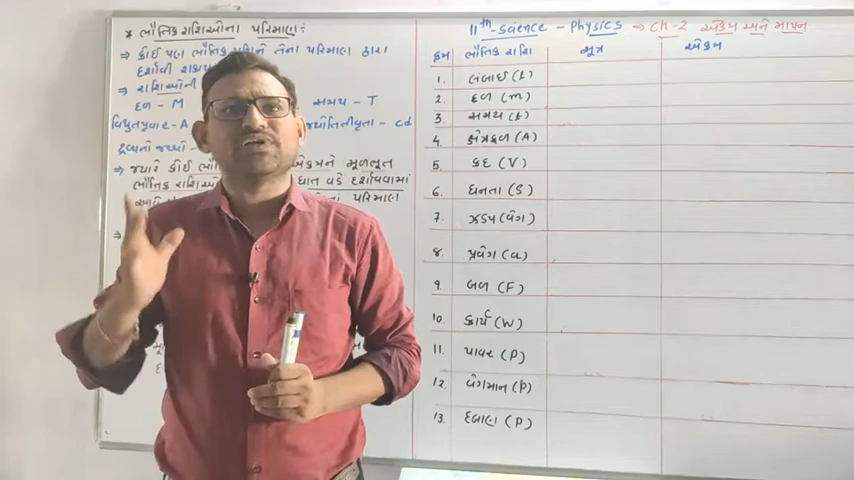 * ભૌતિક રાશિઓના પરિમાણ:
⇒ કોઈ પણ ભૌતિક તેના પરિમાણ દ્વારા
દર્શાવી
⇒ રાશિઓની
દળ - M સમય - T
વિદ્યુતપ્રવાહ - A જ્યોતિતીવ્રતા - cd
દ્રવ્યનો જથ્થો -
⇒ જ્યારે કોઈ એકમને મૂળભૂત
ભૌતિક રાશિઓના ઘાત વડે દર્શાવવામાં
પરિમાણ
11th - Science - Physics ⇒ Ch-2 એકમ અને માપન
ક્રમ ભૌતિક રાશિ સૂત્ર એકમ
1. લંબાઈ (l)
2. દળ (m)
3. સમય (t)
4. ક્ષેત્રફળ (A)
5. કદ (V)
6. ઘનતા (S)
7. ઝડપ (વેગ)
8. પ્રવેગ (a)
9. બળ (F)
10. કાર્ય (W)
11. પાવર (P)
12. વેગમાન (P)
13. દબાણ (P)